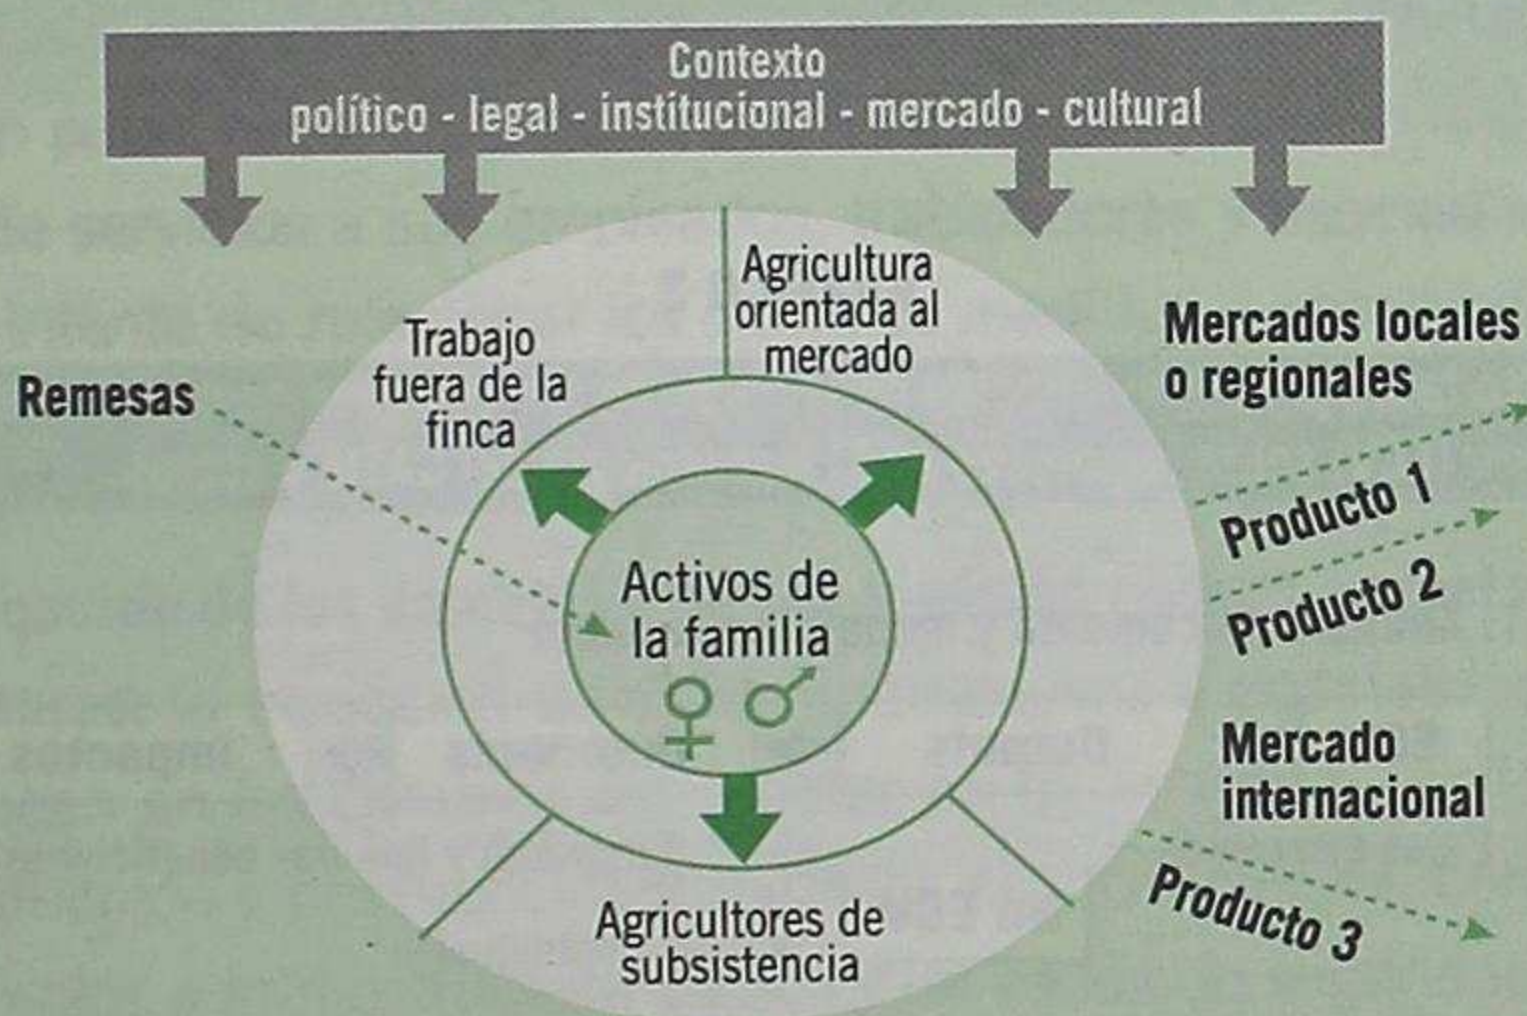 Contexto
político - legal - institucional - mercado - cultural
Agricultura
orientada al
mercado
Trabajo
fuera de la
finca
Remesas
Mercados locales
o regionales
Producto 1
Producto 2
Activos de
la familia
Mercado
internacional
Producto 3
Agricultores de
subsistencia